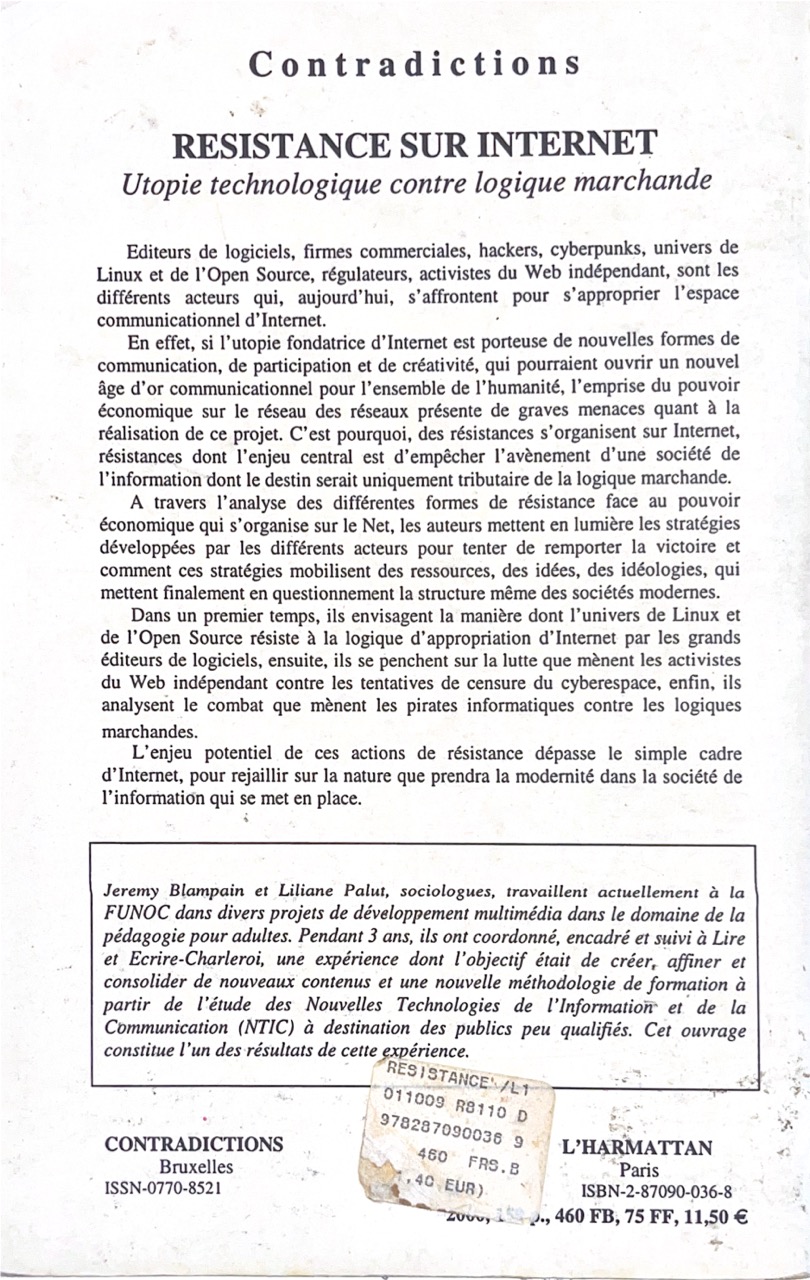 Contradictions
RESISTANCE SUR INTERNET
Utopie technologique contre logique marchande
Editeurs de logiciels, firmes commerciales, hackers, cyberpunks, univers de
Linux et de l'Open Source, régulateurs, activistes du Web indépendant, sont les
différents acteurs qui, aujourd'hui, s'affrontent pour s'approprier l'espace
communicationnel d'Internet.
En effet, si l'utopie fondatrice d'Internet est porteuse de nouvelles formes de
communication, de participation et de créativité, qui pourraient ouvrir un nouvel
âge d'or communicationnel pour l'ensemble de l'humanité, l'emprise du pouvoir
économique sur le réseau des réseaux présente de graves menaces quant à la
réalisation de ce projet. C'est pourquoi, des résistances s'organisent sur Internet,
résistances dont l'enjeu central est d'empêcher l'avènement d'une société de
l'information dont le destin serait uniquement tributaire de la logique marchande.
A travers l'analyse des différentes formes de résistance face au pouvoir
économique qui s'organise sur le Net, les auteurs mettent en lumière les stratégies
développées par les différents acteurs pour tenter de remporter la victoire et
comment ces stratégies mobilisent des ressources, des idées, des idéologies, qui
mettent finalement en questionnement la structure même des sociétés modernes.
Dans un premier temps, ils envisagent la manière dont l'univers de Linux et
de l'Open Source résiste à la logique d'appropriation d'Internet par les grands
éditeurs de logiciels, ensuite, ils se penchent sur la lutte que mènent les activistes
du Web indépendant contre les tentatives de censure du cyberespace, enfin, ils
analysent le combat que mènent les pirates informatiques contre les logiques
marchandes.
L'enjeu potentiel de ces actions de résistance dépasse le simple cadre
d'Internet, pour rejaillir sur la nature que prendra la modernité dans la société de
l'information qui se met en place.
Jeremy Blampain et Liliane Palut, sociologues, travaillent actuellement à la
FUNOC dans divers projets de développement multimédia dans le domaine de la
pédagogie pour adultes. Pendant 3 ans, ils ont coordonné, encadré et suivi à Lire
et Ecrire-Charleroi, une expérience dont l'objectif était de créer, affiner et
consolider de nouveaux contenus et une nouvelle méthodologie de formation à
partir de l'étude des Nouvelles Technologies de l'Information et de la
Communication (NTIC) à destination des publics peu qualifiés. Cet ouvrage
constitue l'un des résultats de cette expérience.
RESISTANCE /L1
011009 R8110 D
978287090036 9
460 FRS.B
,40 EUR)
CONTRADICTIONS
Bruxelles
ISSN-0770-8521
L'HARMATTAN
Paris
ISBN-2-87090-036-8
460 FB, 75 FF, 11,50 €